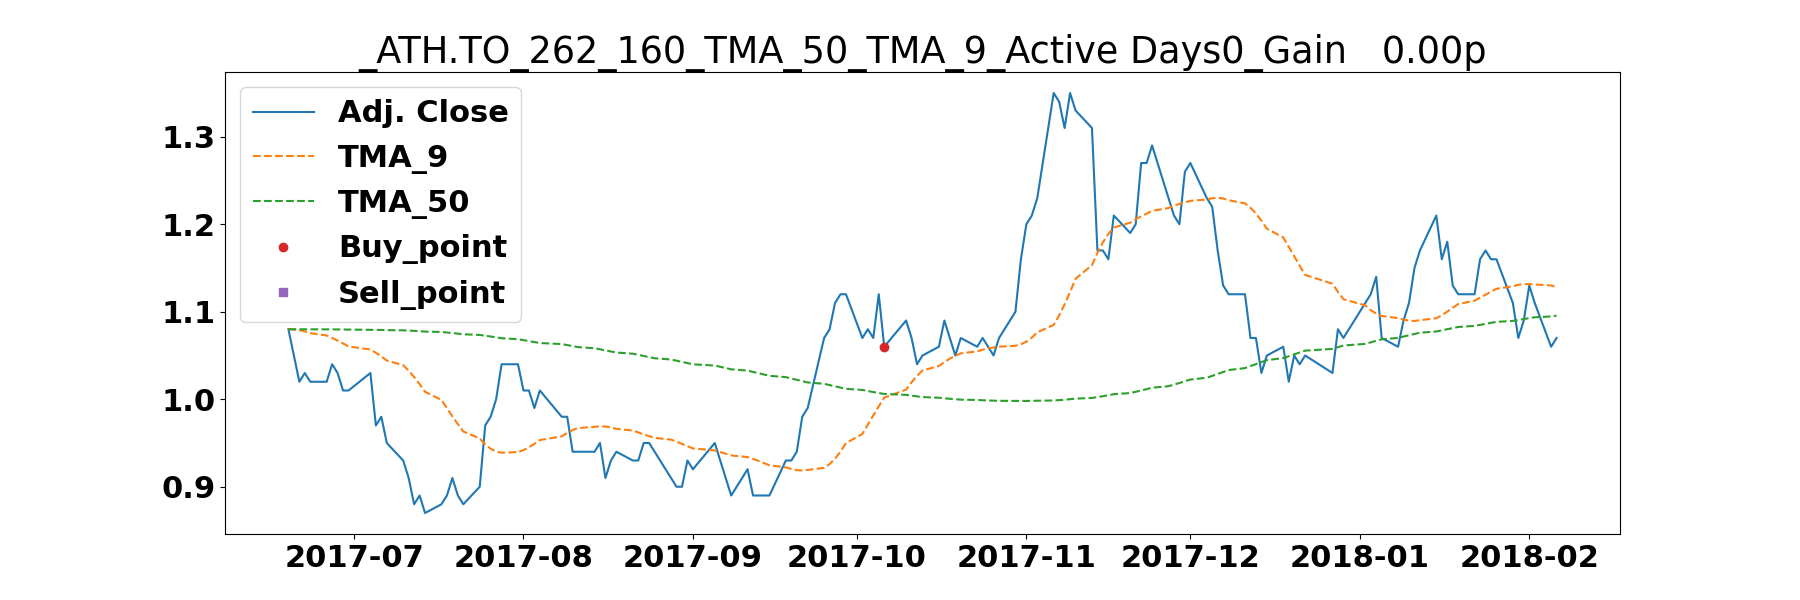 _ATH.TO_262_160_TMA_50_TMA_9_Active Days0_Gain   0.00p
Adj. Close
TMA_9
TMA_50
Buy_point
Sell_point
1.3
1.2
1.1
1.0
0.9
2017-07 2017-08 2017-09 2017-10 2017-11 2017-12 2018-01 2018-02